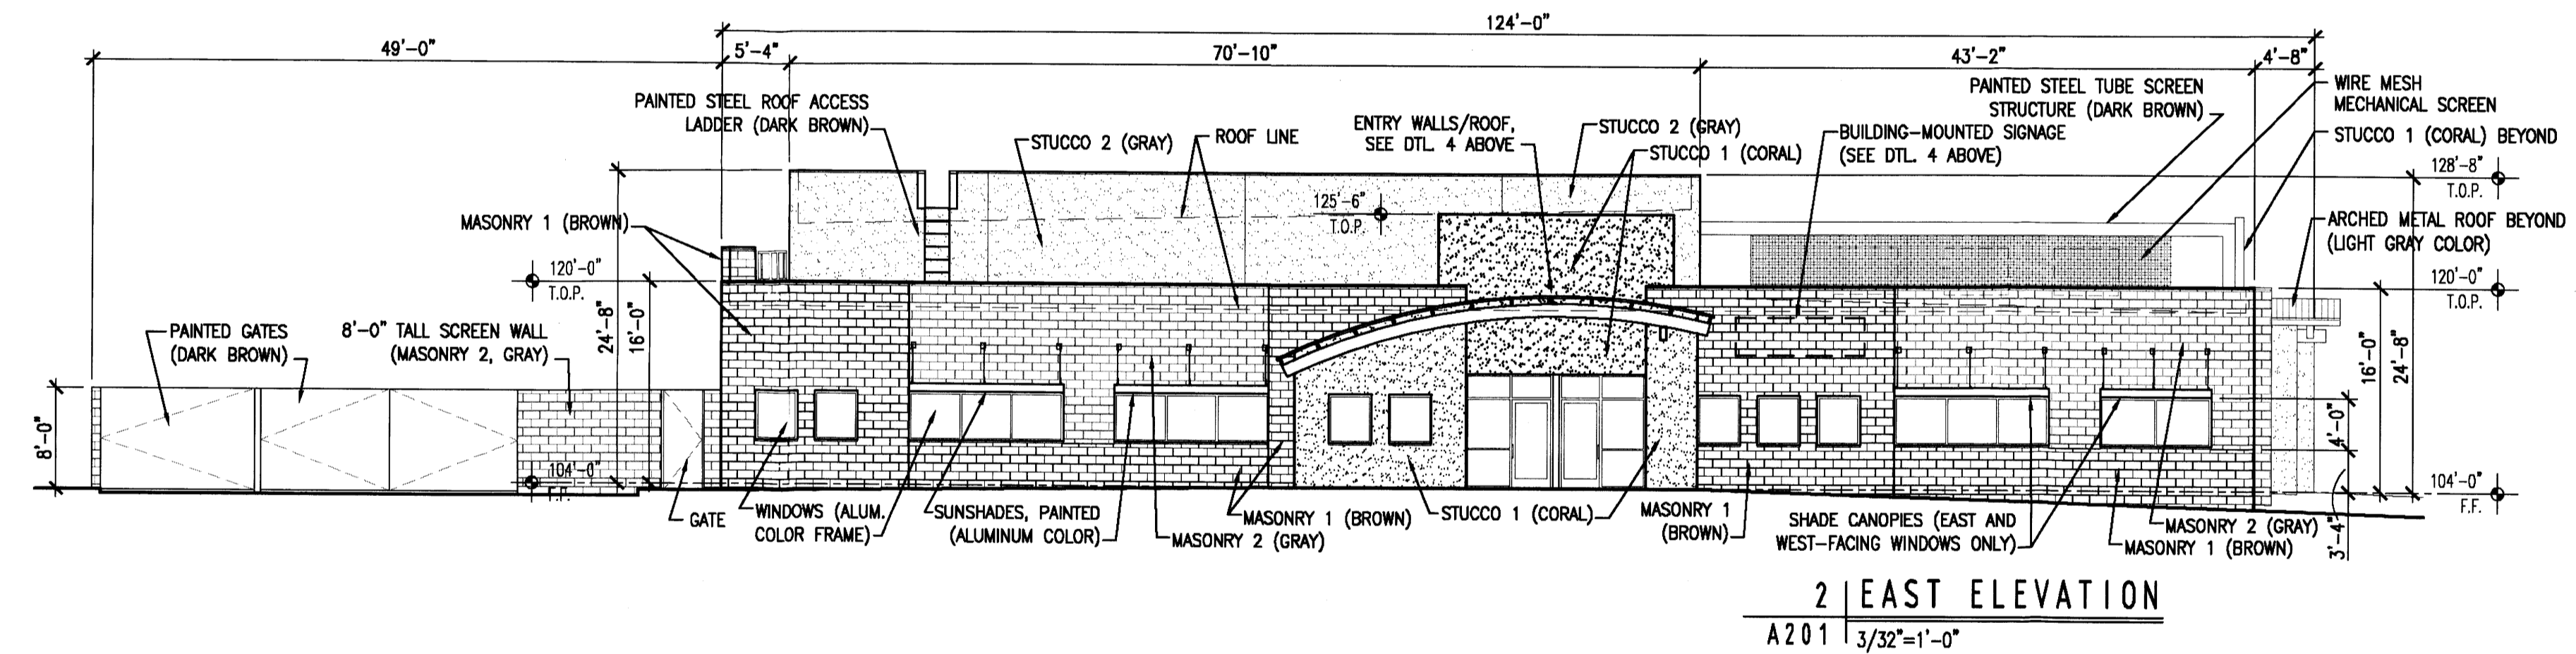 124'-0"
49'-0"
5'-4"
70'-10"
43'-2"
4'-8"
PAINTED STEEL ROOF ACCESS
LADDER (DARK BROWN)
STUCCO 2 (GRAY)
ROOF LINE
ENTRY WALLS/ROOF,
SEE DTL. 4 ABOVE
STUCCO 2 (GRAY)
STUCCO 1 (CORAL)
BUILDING-MOUNTED SIGNAGE
(SEE DTL. 4 ABOVE)
PAINTED STEEL TUBE SCREEN
STRUCTURE (DARK BROWN)
WIRE MESH
MECHANICAL SCREEN
STUCCO 1 (CORAL) BEYOND
128'-8"
T.O.P.
ARCHED METAL ROOF BEYOND
(LIGHT GRAY COLOR)
125'-6"
T.O.P.
MASONRY 1 (BROWN)
120'-0"
T.O.P.
120'-0"
T.O.P.
PAINTED GATES
(DARK BROWN)
8'-0" TALL SCREEN WALL
(MASONRY 2, GRAY)
24'-8"
16'-0"
16'-0"
24'-8"
8'-0"
4'-0"
3'-4"
104'-0"
F.F.
104'-0"
F.F.
GATE
WINDOWS (ALUM.
COLOR FRAME)
SUNSHADES, PAINTED
(ALUMINUM COLOR)
MASONRY 2 (GRAY)
MASONRY 1 (BROWN)
STUCCO 1 (CORAL)
MASONRY 1
(BROWN)
SHADE CANOPIES (EAST AND
WEST-FACING WINDOWS ONLY)
MASONRY 2 (GRAY)
MASONRY 1 (BROWN)
2 EAST ELEVATION
A201 3/32"=1'-0"